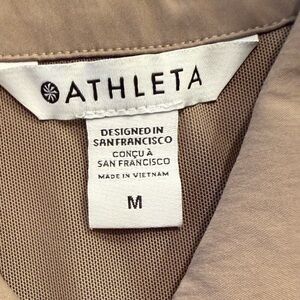 ATHLETA
DESIGNED IN
SAN FRANCISCO
CONÇU À
SAN FRANCISCO
MADE IN VIETNAM
M